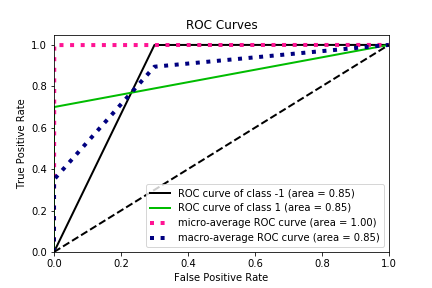 ROC Curves
True Positive Rate
1.0
0.8
0.6
0.4
0.2
0.0
ROC curve of class -1 (area = 0.85)
ROC curve of class 1 (area = 0.85)
micro-average ROC curve (area = 1.00)
macro-average ROC curve (area = 0.85)
0.0 0.2 0.4 0.6 0.8 1.0
False Positive Rate